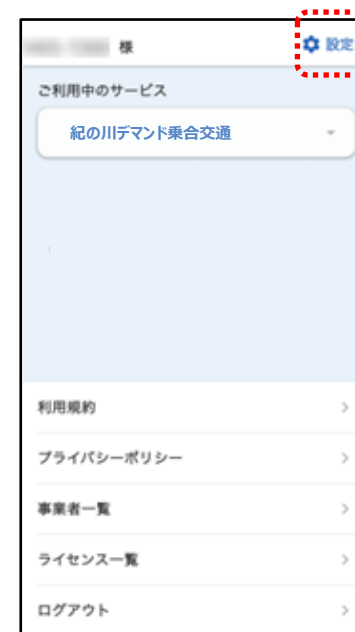 様
設定
ご利用中のサービス
紀の川デマンド乗合交通
利用規約
プライバシーポリシー
事業者一覧
ライセンス一覧
ログアウト